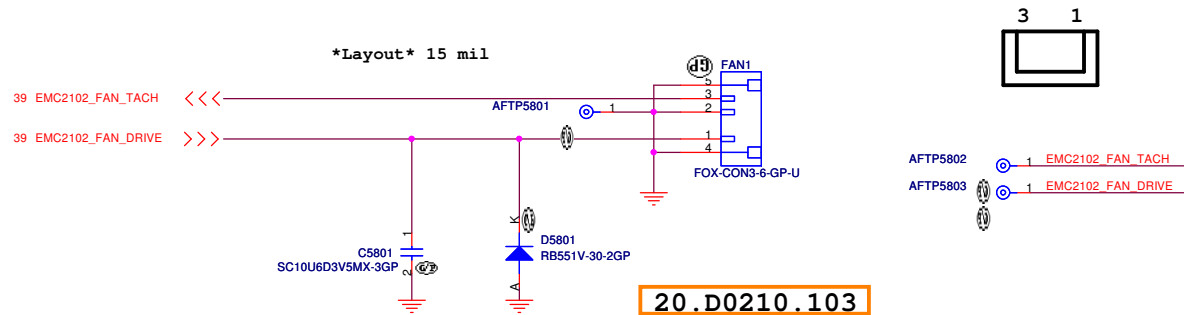 3 1
*Layout* 15 mil
GP
FAN1
5
39 EMC2102_FAN_TACH
3
AFTP5801
1
2
39 EMC2102_FAN_DRIVE
1
4
FOX-CON3-6-GP-U
AFTP5802
1
EMC2102_FAN_TACH
AFTP5803
1
EMC2102_FAN_DRIVE
K
1
C5801
SC10U6D3V5MX-3GP
2
D5801
RB551V-30-2GP
A
20.D0210.103